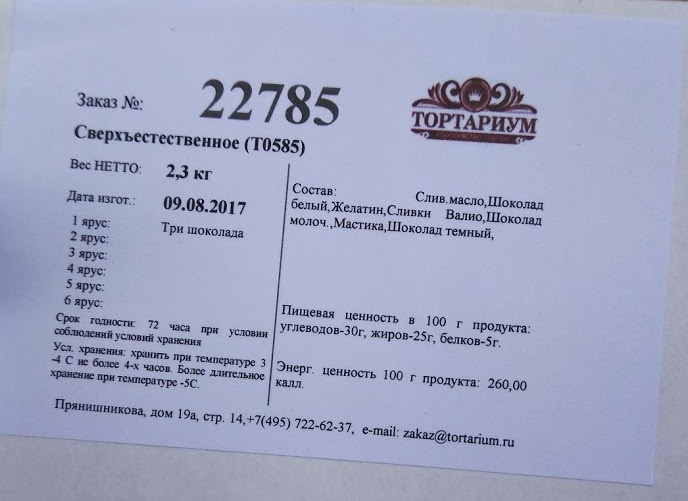 Заказ №: 22785
ТОРТАРИУМ
Сверхъестественное (Т0585)
Вес НЕТТО: 2,3 кг
Дата изгот.: 09.08.2017
1 ярус: Три шоколада
2 ярус:
3 ярус:
4 ярус:
5 ярус:
6 ярус:
Срок годности: 72 часа при условии
соблюдений условий хранения
Усл. хранения: хранить при температуре 3
-4 С не более 4-х часов. Более длительное
хранение при температуре -5С.
Состав: Слив.масло,Шоколад
белый,Желатин,Сливки Валио,Шоколад
молоч.,Мастика,Шоколад темный,
Пищевая ценность в 100 г продукта:
углеводов-30г, жиров-25г, белков-5г.
Энерг. ценность 100 г продукта: 260,00
калл.
Прянишникова, дом 19а, стр. 14,+7(495) 722-62-37, e-mail: zakaz@tortarium.ru